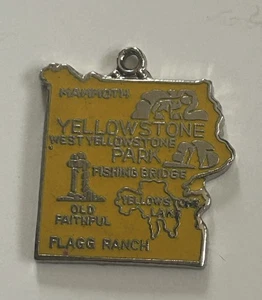 MAMMOTH
YELLOWSTONE
WEST YELLOWSTONE
PARK
FISHING BRIDGE
OLD
FAITHFUL
YELLOWSTONE
LAKE
FLAGG RANCH